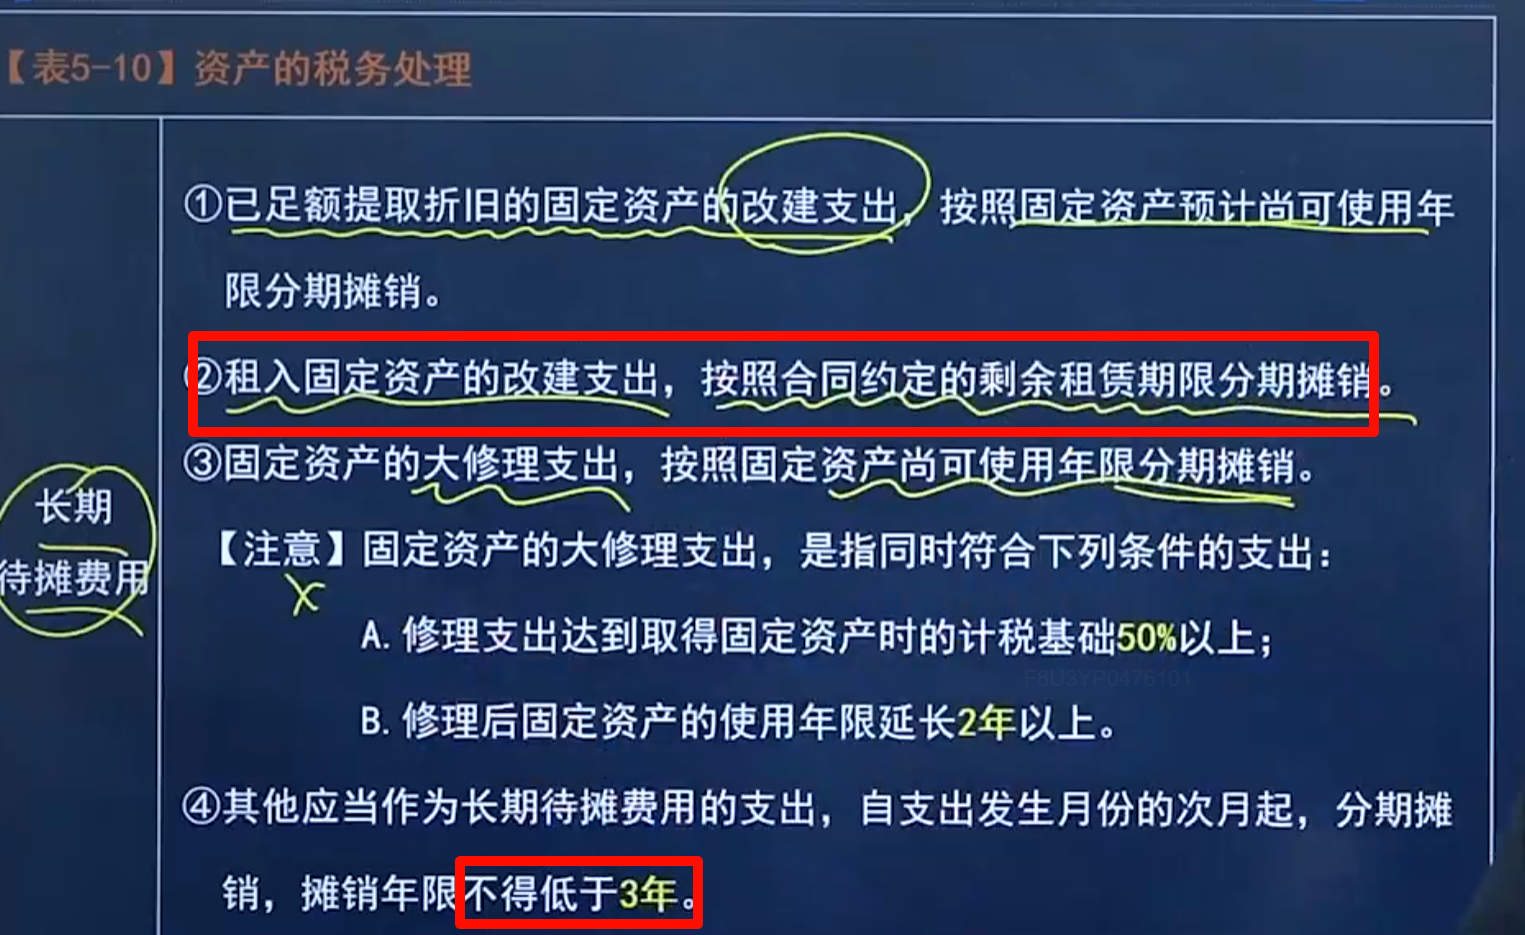 【表5-10】资产的税务处理
①已足额提取折旧的固定资产的改建支出，按照固定资产预计尚可使用年
限分期摊销。
②租入固定资产的改建支出，按照合同约定的剩余租赁期限分期摊销。
③固定资产的大修理支出，按照固定资产尚可使用年限分期摊销。
长期
待摊费用
【注意】固定资产的大修理支出，是指同时符合下列条件的支出：
A.修理支出达到取得固定资产时的计税基础50%以上；
F8U3YP0476101
B.修理后固定资产的使用年限延长2年以上。
④其他应当作为长期待摊费用的支出，自支出发生月份的次月起，分期摊
销，摊销年限不得低于3年。